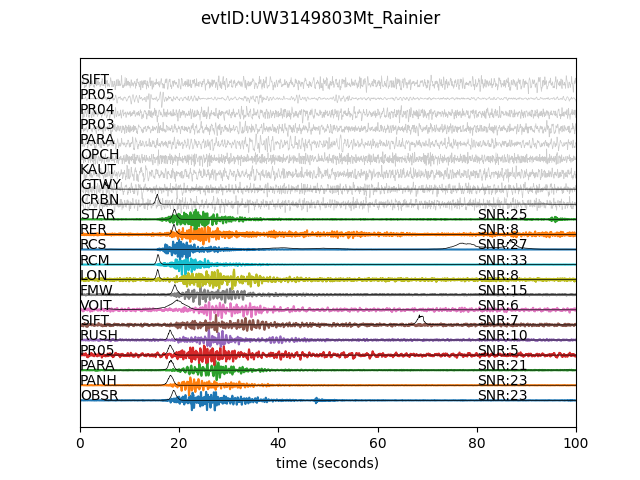 evtID:UW3149803Mt_Rainier
SIFT
PR05
PR04
PR03
PARA
OPCH
KAUT
GTWY
CRBN
STAR SNR:25
RER SNR:8
RCS SNR:27
RCM SNR:33
LON SNR:8
FMW SNR:15
VOIT SNR:6
SIFT SNR:7
RUSH SNR:10
PR05 SNR:5
PARA SNR:21
PANH SNR:23
OBSR SNR:23
0 20 40 60 80 100
time (seconds)